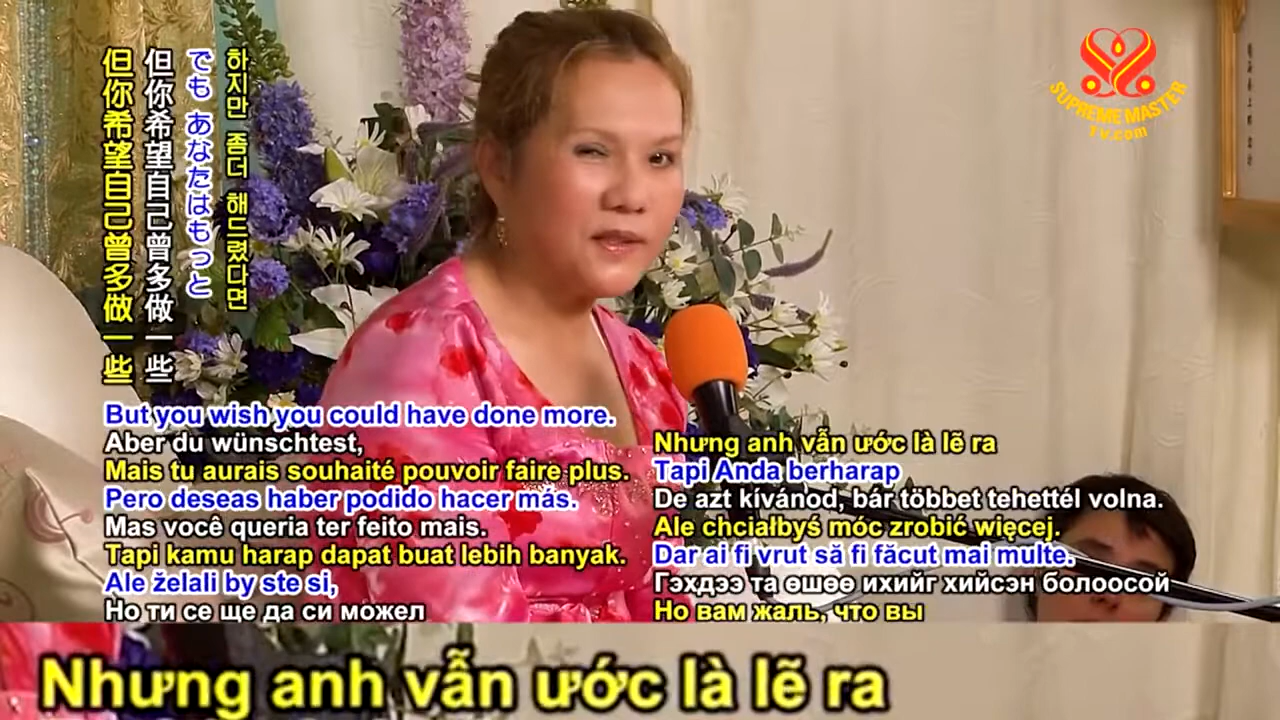 하지만 좀더 해드렸다면
でも あなたはもっと
但你希望自己曾多做一些
但你希望自己曾多做一些
SUPREME MASTER
TV.com
But you wish you could have done more.
Aber du wünschtest,
Mais tu aurais souhaité pouvoir faire plus.
Pero deseas haber podido hacer más.
Mas você queria ter feito mais.
Tapi kamu harap dapat buat lebih banyak.
Ale želali by ste si,
Но ти се ще да си можел
Nhưng anh vẫn ước là lẽ ra
Tapi Anda berharap
De azt kívánod, bár többet tehettél volna.
Ale chciałbyś móc zrobić więcej.
Dar ai fi vrut să fi făcut mai multe.
Гэхдээ та өшөө ихийг хийсэн болоосой
Но вам жаль, что вы
Nhưng anh vẫn ước là lẽ ra